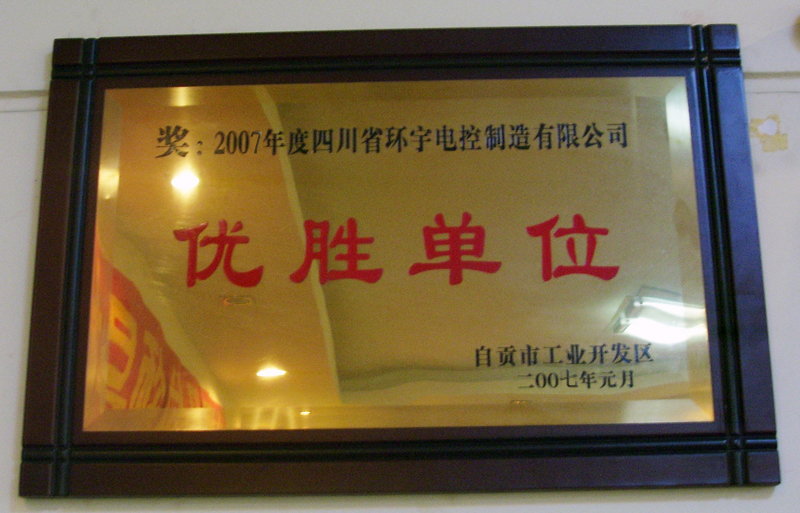 奖：2007年度四川省环宇电控制造有限公司
优胜单位
自贡市工业开发区
二00七年元月